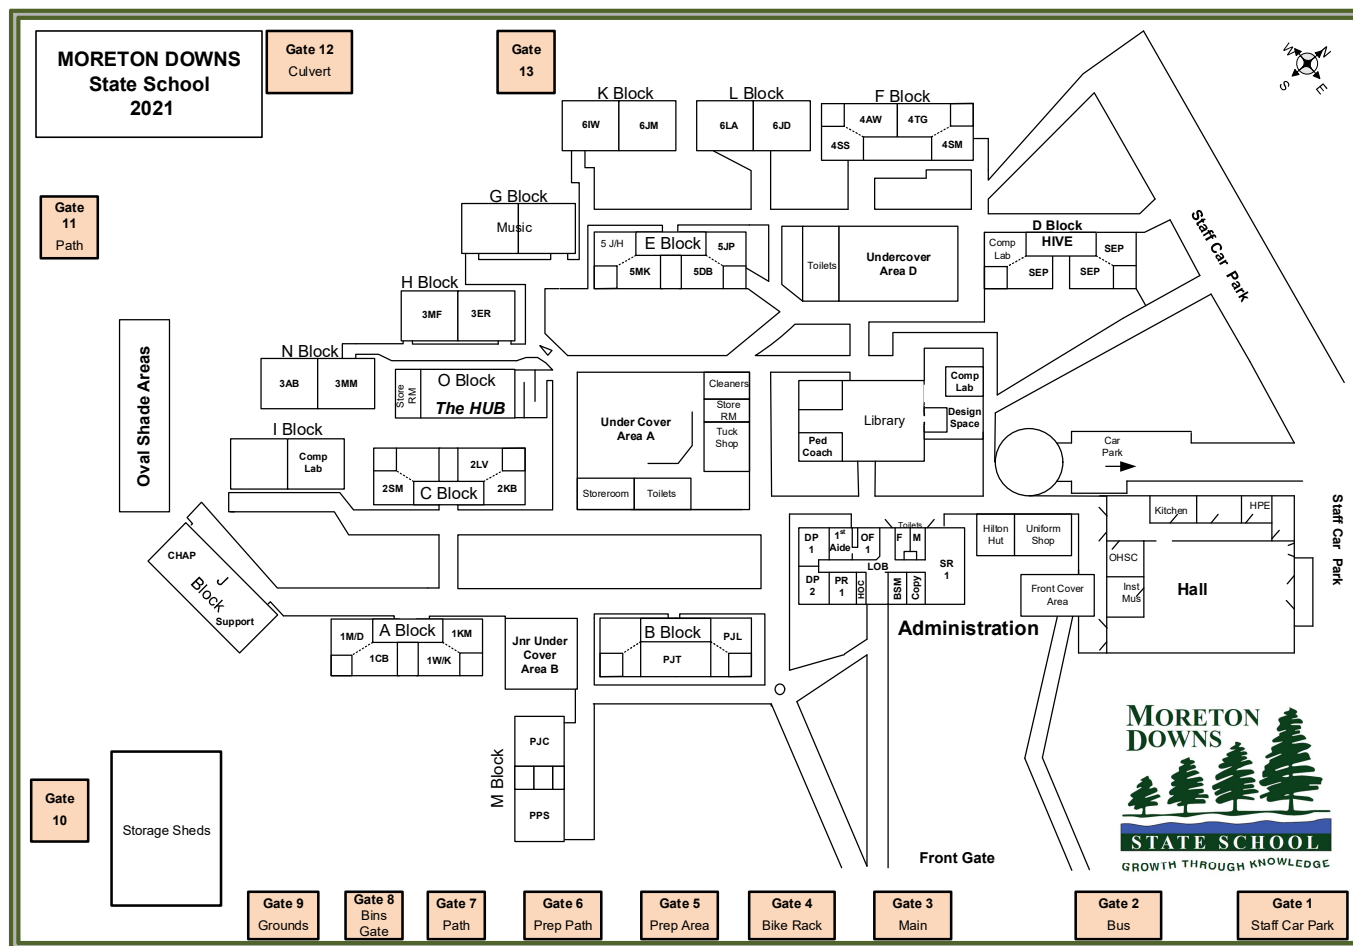 MORETON DOWNS
State School
2021
Gate 12
Culvert
Gate
13
W
N
S
E
K Block
6IW
6JM
L Block
6LA
6JD
F Block
4AW
4TG
4SS
4SM
Gate
11
Path
G Block
Music
5 J/H
E Block
5JP
5MK
5DB
Toilets
Undercover
Area D
D Block
HIVE
Comp
Lab
SEP
SEP
SEP
Staff Car Park
H Block
3MF
3ER
N Block
3AB
3MM
O Block
The HUB
Store
RM
Oval Shade Areas
I Block
Comp
Lab
2LV
2SM
C Block
2KB
Under Cover
Area A
Cleaners
Store
RM
Tuck
Shop
Storeroom
Toilets
Library
Ped
Coach
Comp
Lab
Design
Space
Car
Park
Staff Car Park
CHAP
J
Block
Support
DP
1
1st
Aide
OF
1
Toilets
F
M
LOB
SR
1
DP
2
PR
1
HOC
BSM
Copy
Administration
Hilton
Hut
Uniform
Shop
Front Cover
Area
Kitchen
HPE
OHSC
Inst
Mus
Hall
1M/D
A Block
1KM
1CB
1W/K
Jnr Under
Cover
Area B
B Block
PJL
PJT
M Block
PJC
PPS
Gate
10
Storage Sheds
Front Gate
MORETON
DOWNS
STATE SCHOOL
GROWTH THROUGH KNOWLEDGE
Gate 9
Grounds
Gate 8
Bins
Gate
Gate 7
Path
Gate 6
Prep Path
Gate 5
Prep Area
Gate 4
Bike Rack
Gate 3
Main
Gate 2
Bus
Gate 1
Staff Car Park